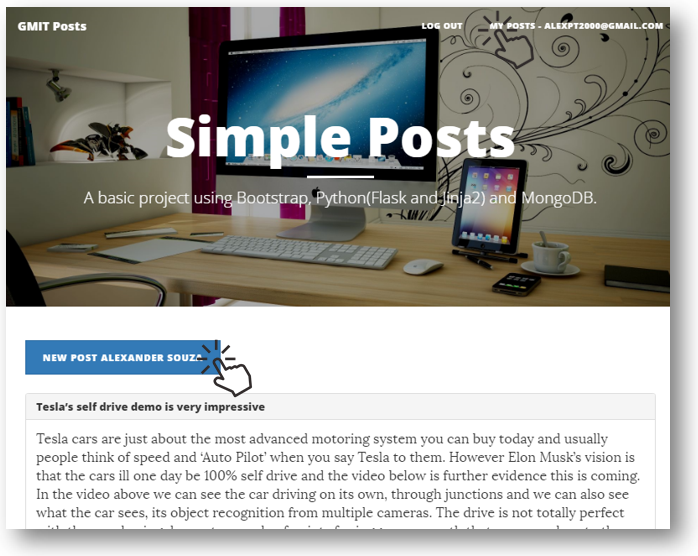 GMIT Posts
LOG OUT
MY POSTS - ALEXPT2000@GMAIL.COM
Simple Posts
A basic project using Bootstrap, Python(Flask and Jinja2) and MongoDB.
NEW POST ALEXANDER SOUZA
Tesla's self drive demo is very impressive
Tesla cars are just about the most advanced motoring system you can buy today and usually
people think of speed and ‘Auto Pilot’ when you say Tesla to them. However Elon Musk’s vision is
that the cars ill one day be 100% self drive and the video below is further evidence this is coming.
In the video above we can see the car driving on its own, through junctions and we can also see
what the car sees, its object recognition from multiple cameras. The drive is not totally perfect